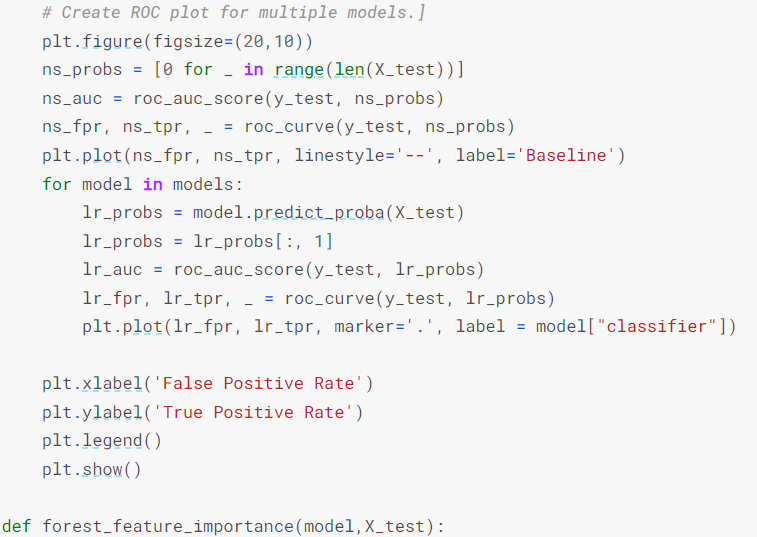 # Create ROC plot for multiple models.]
plt.figure(figsize=(20,10))
ns_probs = [0 for _ in range(len(X_test))]
ns_auc = roc_auc_score(y_test, ns_probs)
ns_fpr, ns_tpr, _ = roc_curve(y_test, ns_probs)
plt.plot(ns_fpr, ns_tpr, linestyle='--', label='Baseline')
for model in models:
lr_probs = model.predict_proba(X_test)
lr_probs = lr_probs[:, 1]
lr_auc = roc_auc_score(y_test, lr_probs)
lr_fpr, lr_tpr, _ = roc_curve(y_test, lr_probs)
plt.plot(lr_fpr, lr_tpr, marker='.', label = model["classifier"])
plt.xlabel('False Positive Rate')
plt.ylabel('True Positive Rate')
plt.legend()
plt.show()
def forest_feature_importance(model,X_test):